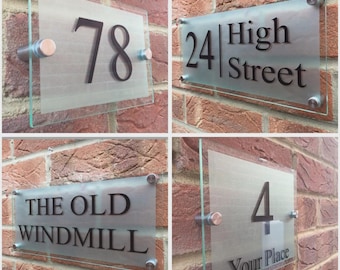 78
24 | High
Street
THE OLD
WINDMILL
4
Your Place